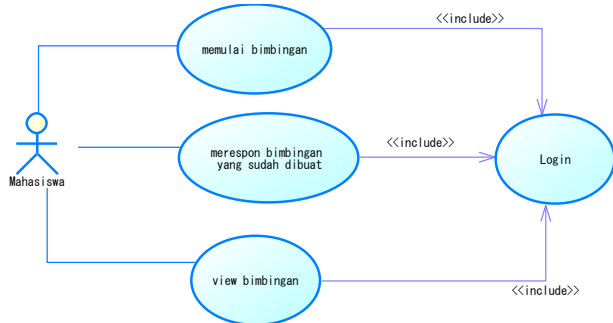 <<include>>
memulai bimbingan
<<include>>
merespon bimbingan
yang sudah dibuat
Login
Mahasiswa
view bimbingan
<<include>>